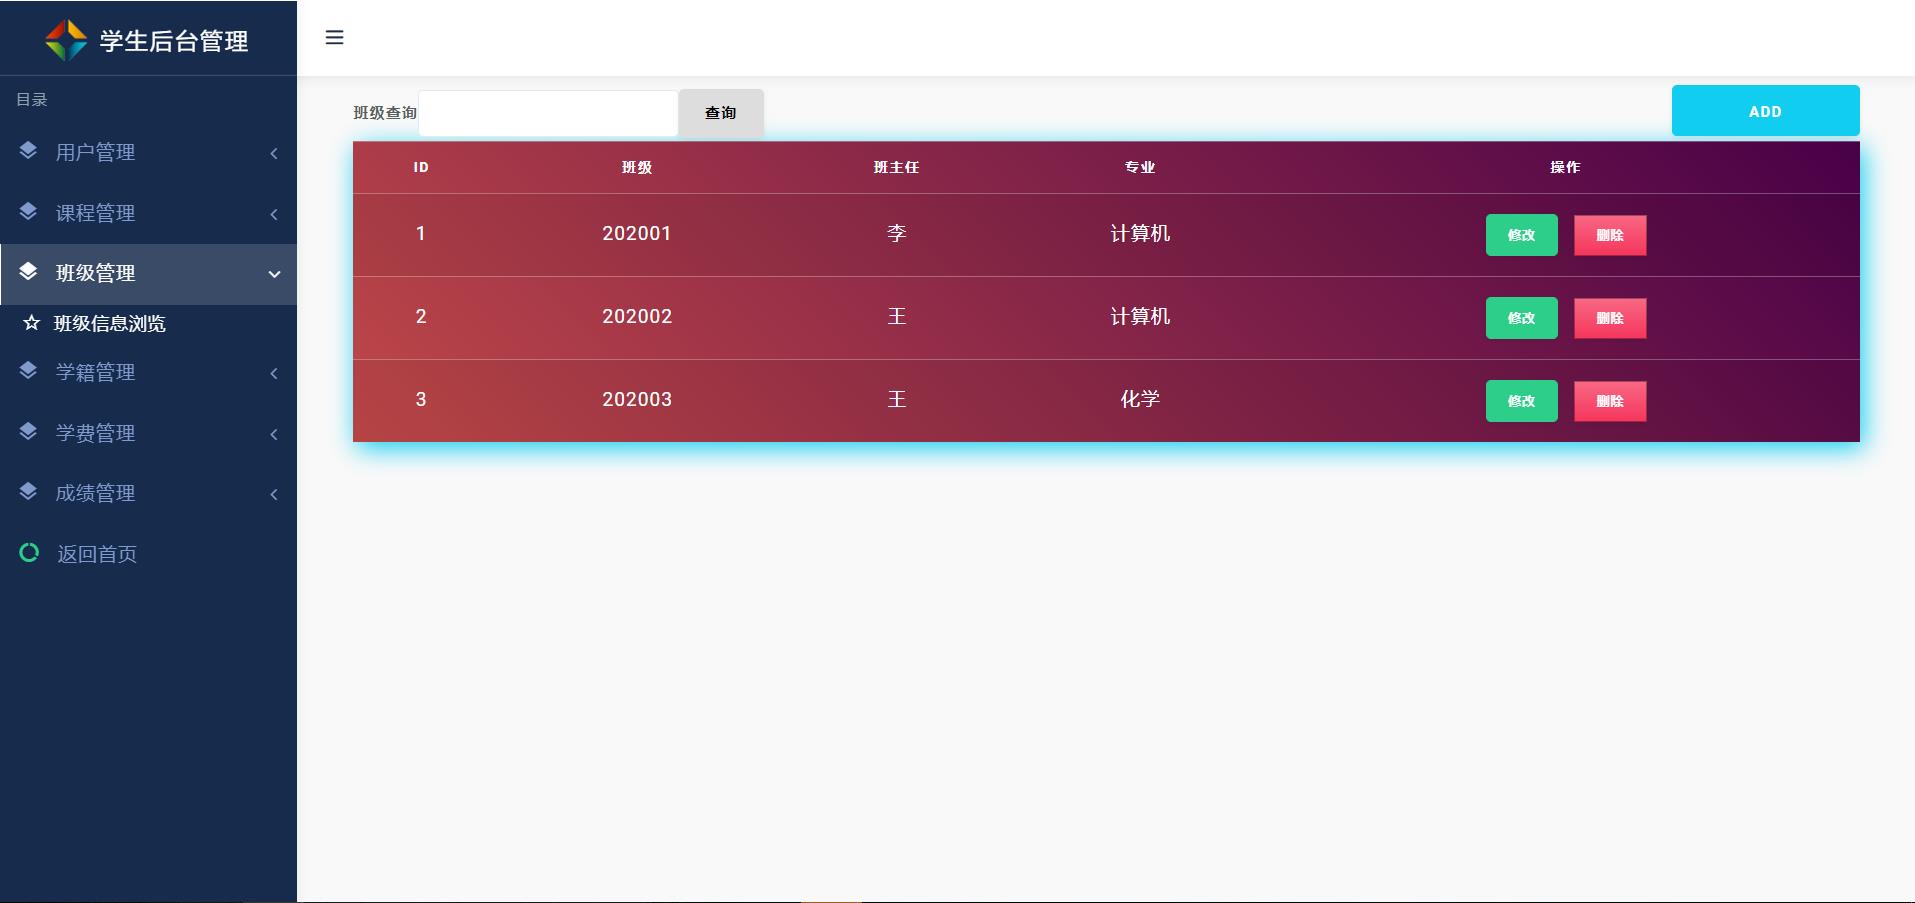 学生后台管理
目录
用户管理
课程管理
班级管理
班级信息浏览
学籍管理
学费管理
成绩管理
返回首页
班级查询 查询 ADD
ID 班级 班主任 专业 操作
1 202001 李 计算机 修改 删除
2 202002 王 计算机 修改 删除
3 202003 王 化学 修改 删除